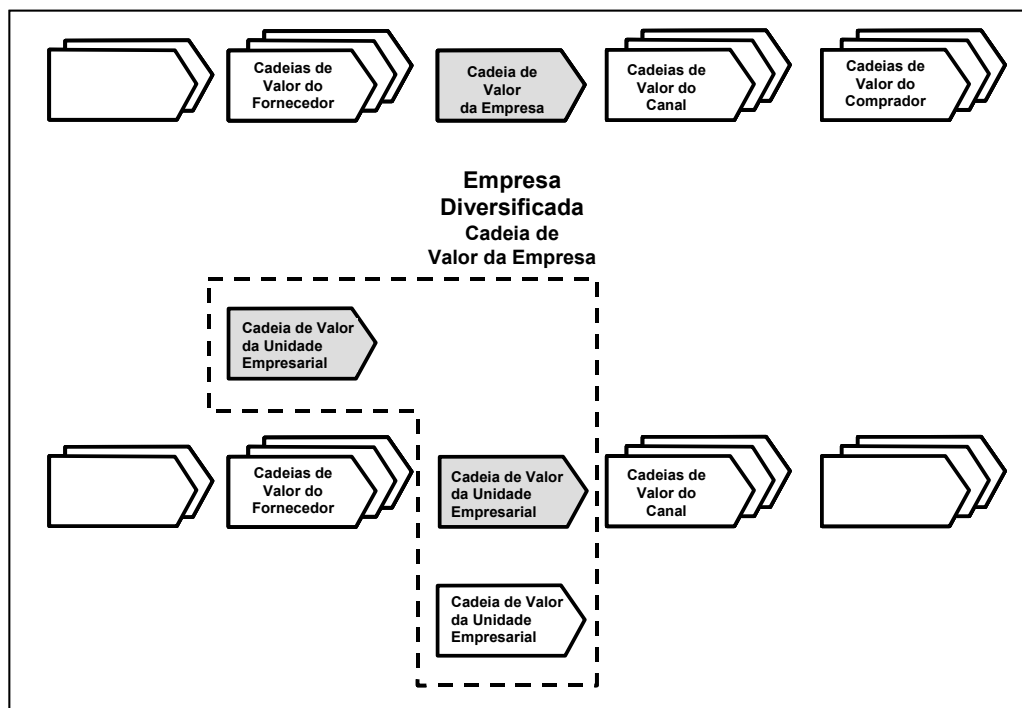 Cadeias de
Valor do
Fornecedor
Cadeia de
Valor
da Empresa
Cadeias de
Valor do
Canal
Cadeias de
Valor do
Comprador
Empresa
Diversificada
Cadeia de
Valor da Empresa
Cadeia de Valor
da Unidade
Empresarial
Cadeias de
Valor do
Fornecedor
Cadeia de Valor
da Unidade
Empresarial
Cadeias de
Valor do
Canal
Cadeia de Valor
da Unidade
Empresarial